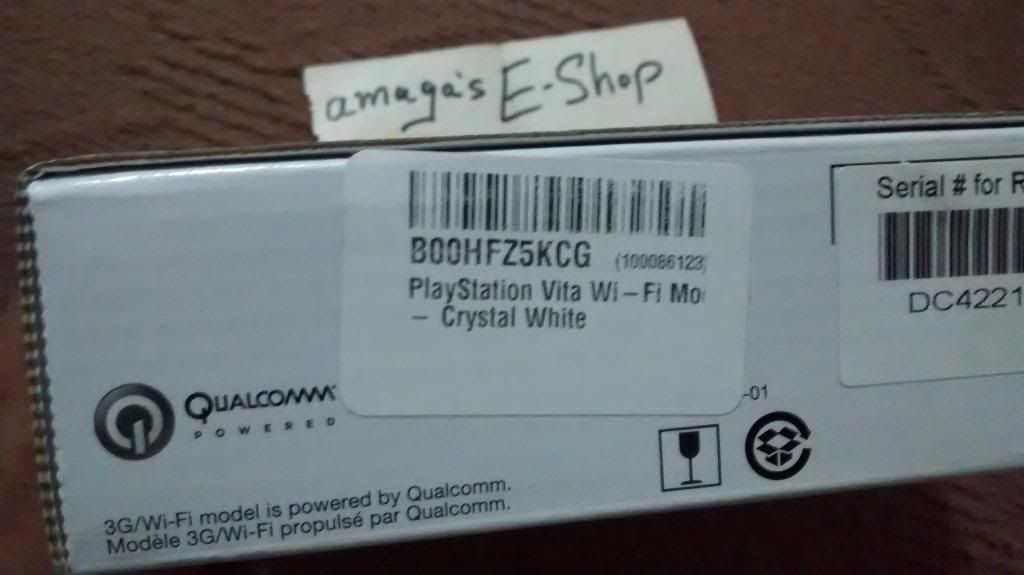 amaga's E-Shop
B00HFZ5KCG (100086123)
PlayStation Vita Wi-Fi Mo
- Crystal White
Serial # for R
DC4221
QUALCOMM
POWERED
-01
3G/Wi-Fi model is powered by Qualcomm.
Modèle 3G/Wi-Fi propulsé par Qualcomm.